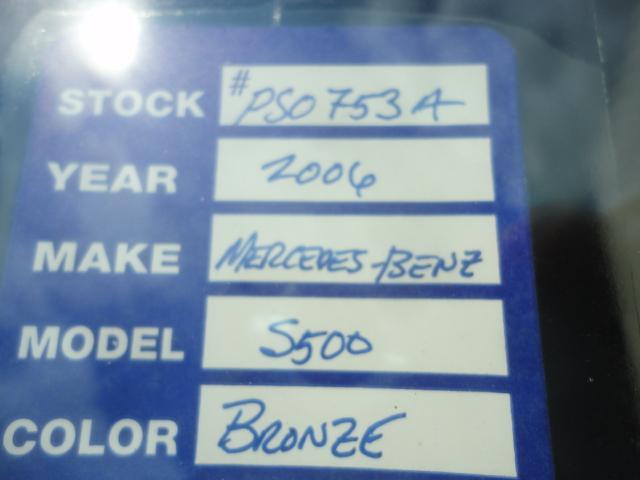 STOCK # PS0753A
YEAR 2006
MAKE MERCEDES-BENZ
MODEL S500
COLOR BRONZE